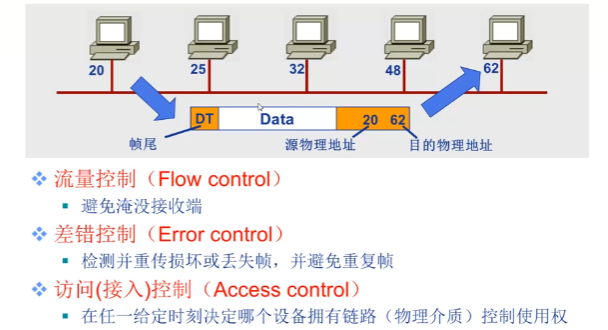 20 25 32 48 62
DT Data 20 62
帧尾 源物理地址 目的物理地址
流量控制（Flow control）
避免淹没接收端
差错控制（Error control）
检测并重传损坏或丢失帧，并避免重复帧
访问(接入)控制（Access control）
在任一给定时刻决定哪个设备拥有链路（物理介质）控制使用权